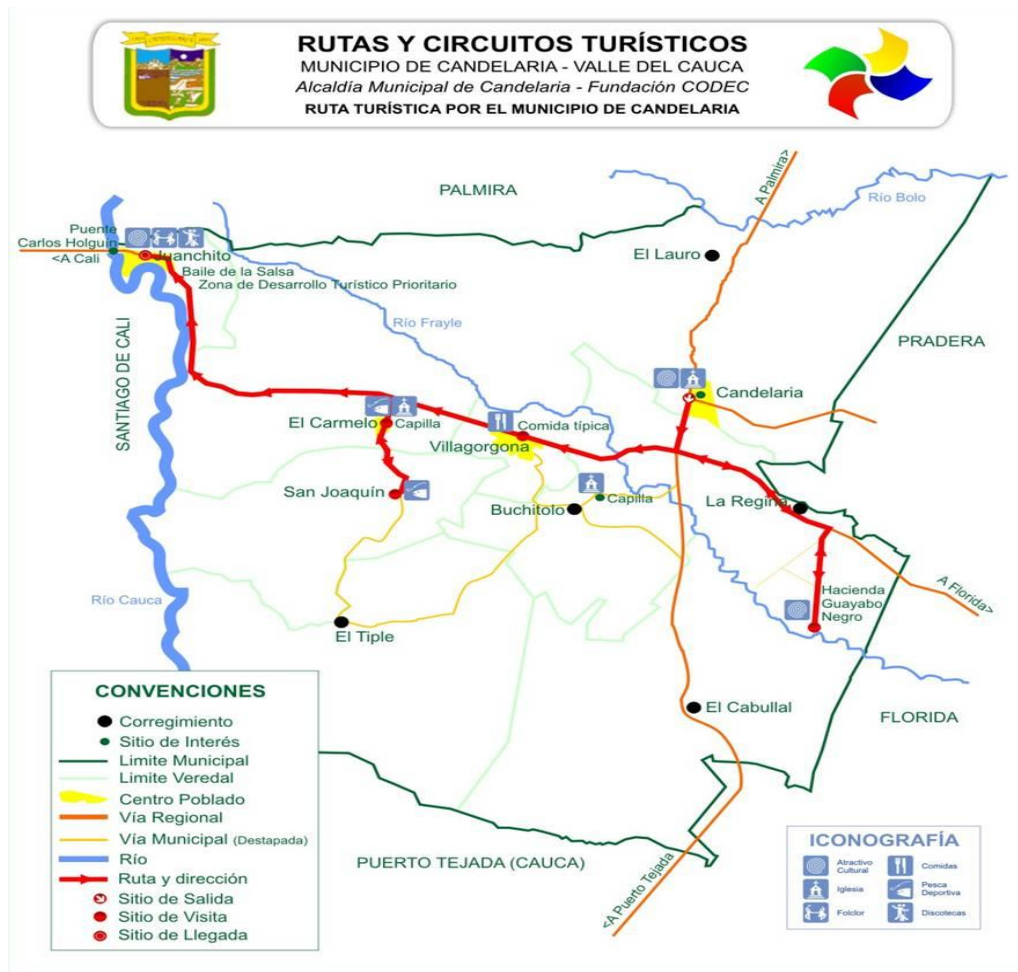 RUTAS Y CIRCUITOS TURÍSTICOS
MUNICIPIO DE CANDELARIA - VALLE DEL CAUCA
Alcaldía Municipal de Candelaria - Fundación CODEC
RUTA TURÍSTICA POR EL MUNICIPIO DE CANDELARIA
PALMIRA
A Palmira>
Río Bolo
Puente
Carlos Holguin
<A Cali
Juanchito
Baile de la Salsa
Zona de Desarrollo Turístico Prioritario
El Lauro
Río Frayle
SANTIAGO DE CALI
PRADERA
Candelaria
El Carmelo
Capilla
Comida típica
Villagorgona
San Joaquín
Buchitolo
Capilla
La Regina
A Florida>
Río Cauca
Hacienda
Guayabo
Negro
El Tiple
El Cabullal
FLORIDA
PUERTO TEJADA (CAUCA)
<A Puerto Tejada
CONVENCIONES
Corregimiento
Sitio de Interés
Limite Municipal
Limite Veredal
Centro Poblado
Vía Regional
Vía Municipal (Destapada)
Río
Ruta y dirección
Sitio de Salida
Sitio de Visita
Sitio de Llegada
ICONOGRAFÍA
Atractivo
Cultural
Comidas
Iglesia
Pesca
Deportiva
Folclor
Discotecas